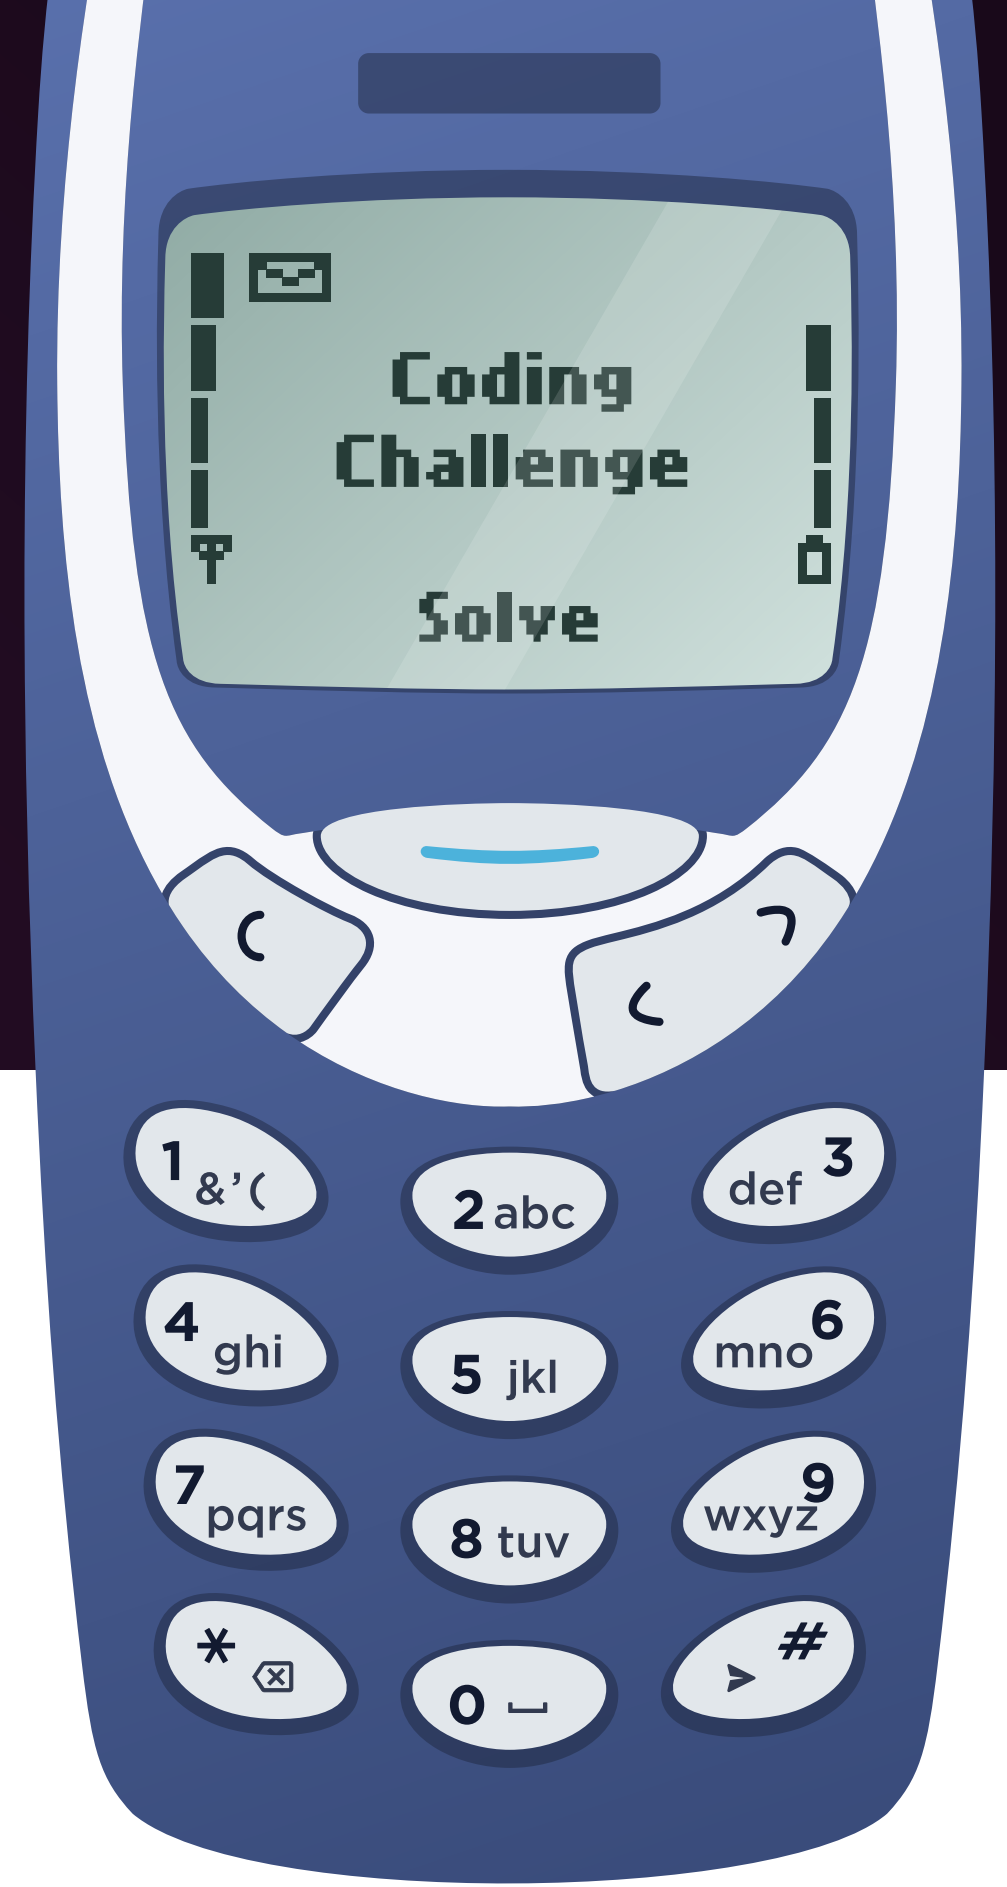 Coding
Challenge
Solve
1 &’(
2 abc
def 3
4 ghi
5 jkl
mno 6
7 pqrs
8 tuv
wxyz 9
*
0
#